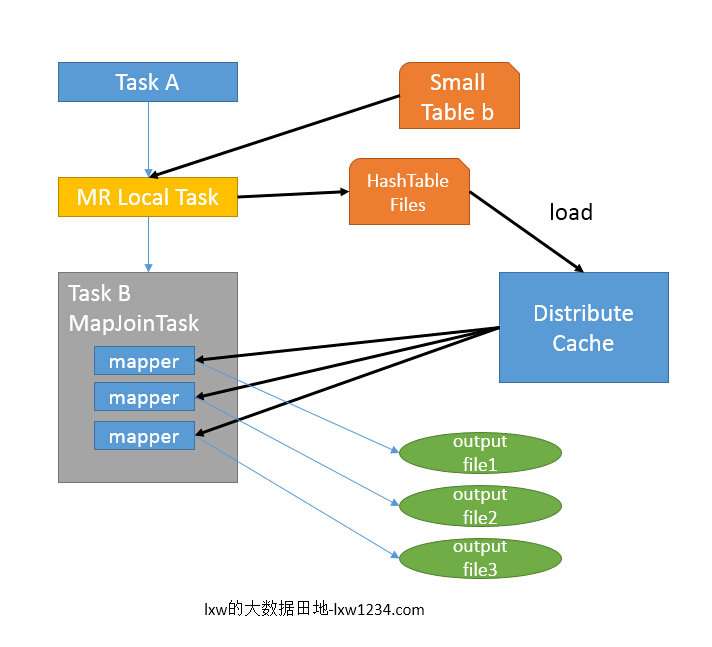 Task A
Small
Table b
MR Local Task
HashTable
Files
load
Task B
MapJoinTask
Distribute
Cache
mapper
mapper
mapper
output
file1
output
file2
output
file3
lxw的大数据田地-lxw1234.com